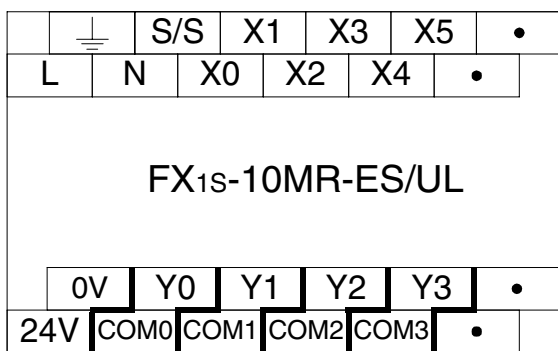 S/S X1 X3 X5 •
L N X0 X2 X4 •
FX1S-10MR-ES/UL
0V Y0 Y1 Y2 Y3 •
24V COM0 COM1 COM2 COM3 •